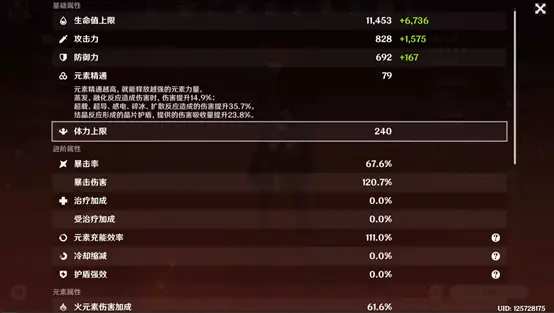 基础属性
生命值上限 11,453 +6,736
攻击力 828 +1,575
防御力 692 +167
元素精通 79
元素精通越高，就能释放越强的元素力量。
蒸发、融化反应造成伤害时，伤害提升14.9%；
超载、超导、感电、碎冰、扩散反应造成的伤害提升35.7%。
结晶反应形成的晶片护盾，提供的伤害吸收量提升23.8%。
体力上限 240
进阶属性
暴击率 67.6%
暴击伤害 120.7%
治疗加成 0.0%
受治疗加成 0.0%
元素充能效率 111.0%
冷却缩减 0.0%
护盾强效 0.0%
元素属性
火元素伤害加成 61.6%
UID: 125728175